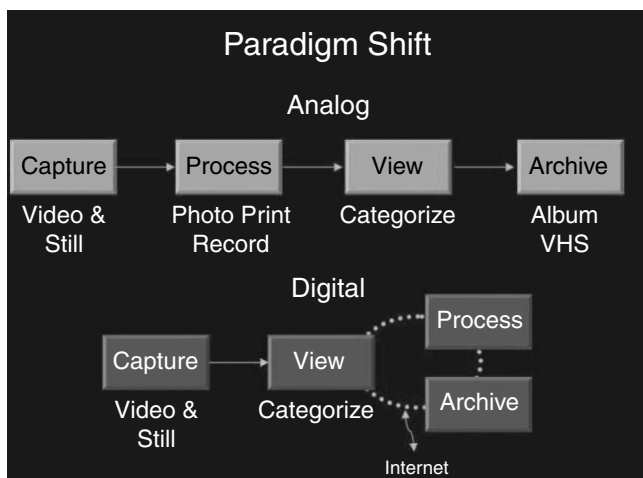 Paradigm Shift
Analog
Capture
Process
View
Archive
Video &
Still
Photo Print
Record
Categorize
Album
VHS
Digital
Capture
View
Process
Archive
Video &
Still
Categorize
Internet